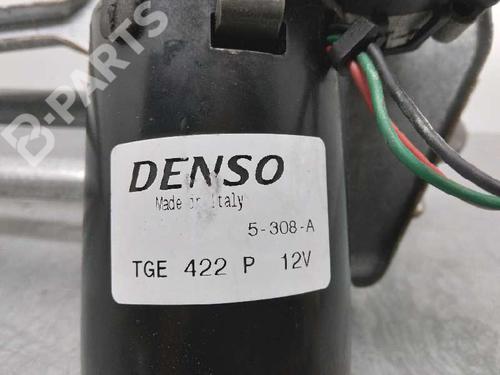 B-PARTS
DENSO
Made in Italy
5-308-A
TGE 422 P 12V